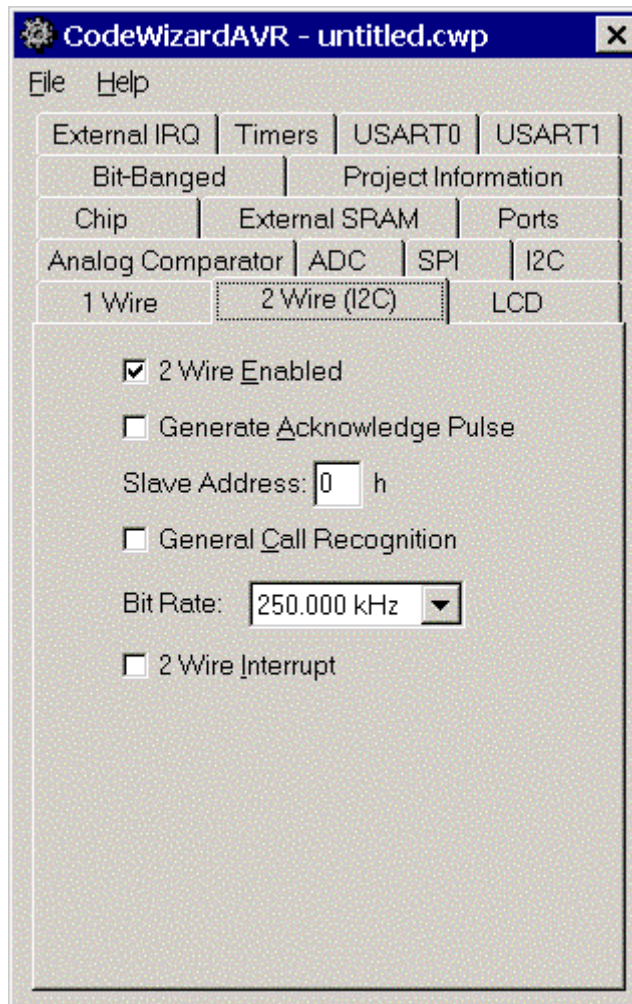 CodeWizardAVR - untitled.cwp
File Help
External IRQ Timers USART0 USART1
Bit-Banged Project Information
Chip External SRAM Ports
Analog Comparator ADC SPI I2C
1 Wire 2 Wire (I2C) LCD
2 Wire Enabled
Generate Acknowledge Pulse
Slave Address: 0 h
General Call Recognition
Bit Rate: 250.000 kHz
2 Wire Interrupt